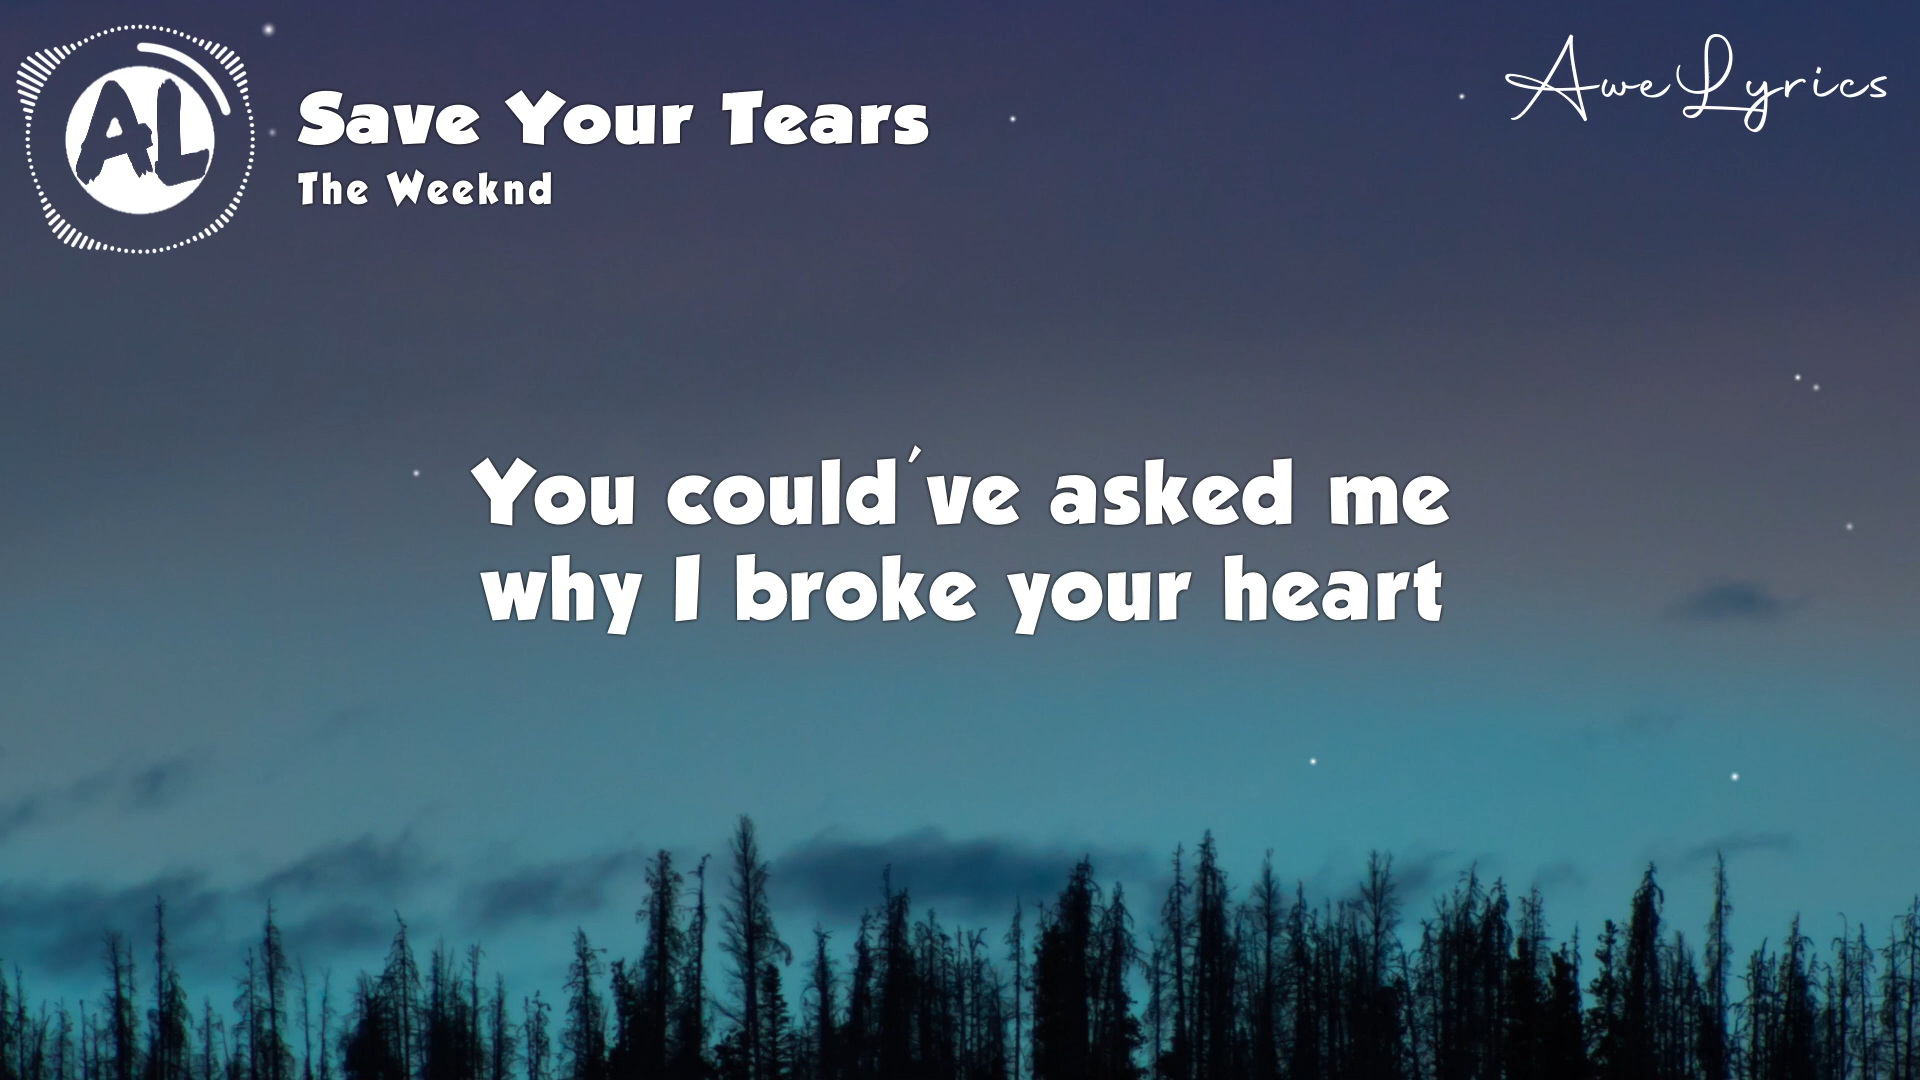 AL
Save Your Tears
The Weeknd
AweLyrics
You could've asked me
why I broke your heart